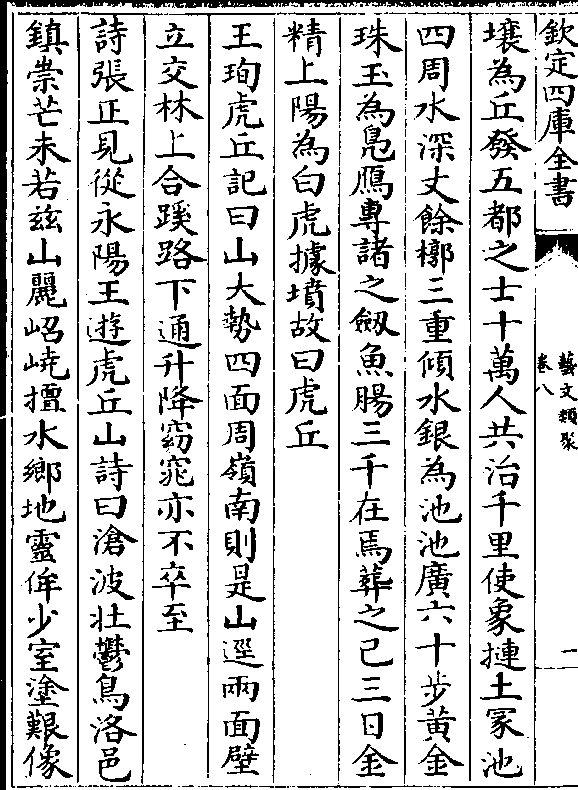 欽定四庫全書
藝文類聚
卷八
一
壤為丘發五都之士十萬人共治千里使象摙土冢池
四周水深丈餘槨三重傾水銀為池池廣六十步黃金
珠玉為鳧鴈專諸之劔魚腸三千在焉葬之已三日金
精上陽為白虎據墳故曰虎丘
王珣虎丘記曰山大勢四面周嶺南則是山逕兩面壁
立交林上合蹊路下通升降窈窕亦不卒至
詩張正見從永陽王遊虎丘山詩曰滄波壯鬱鳥洛邑
鎮崇芒未若兹山麗岧嶢擅水鄉地靈侔少室塗艱像